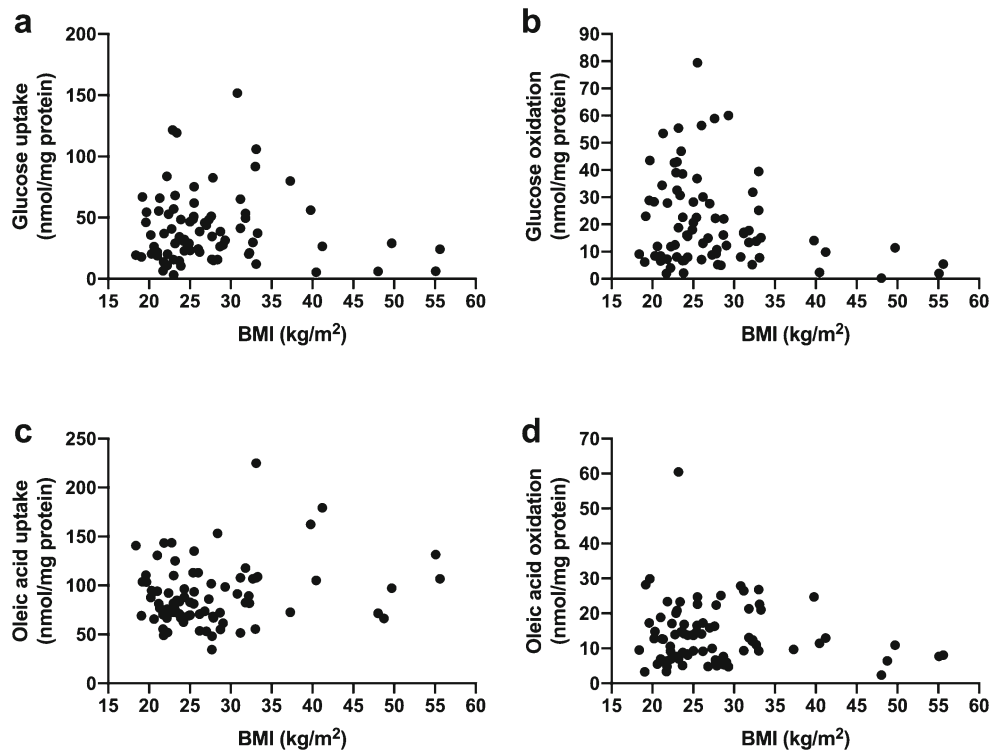 a
Glucose uptake
(nmol/mg protein)
200
150
100
50
0
15 20 25 30 35 40 45 50 55 60
BMI (kg/m²)
b
Glucose oxidation
(nmol/mg protein)
90
80
70
60
50
40
30
20
10
0
15 20 25 30 35 40 45 50 55 60
BMI (kg/m²)
c
Oleic acid uptake
(nmol/mg protein)
250
200
150
100
50
0
15 20 25 30 35 40 45 50 55 60
BMI (kg/m²)
d
Oleic acid oxidation
(nmol/mg protein)
70
60
50
40
30
20
10
0
15 20 25 30 35 40 45 50 55 60
BMI (kg/m²)